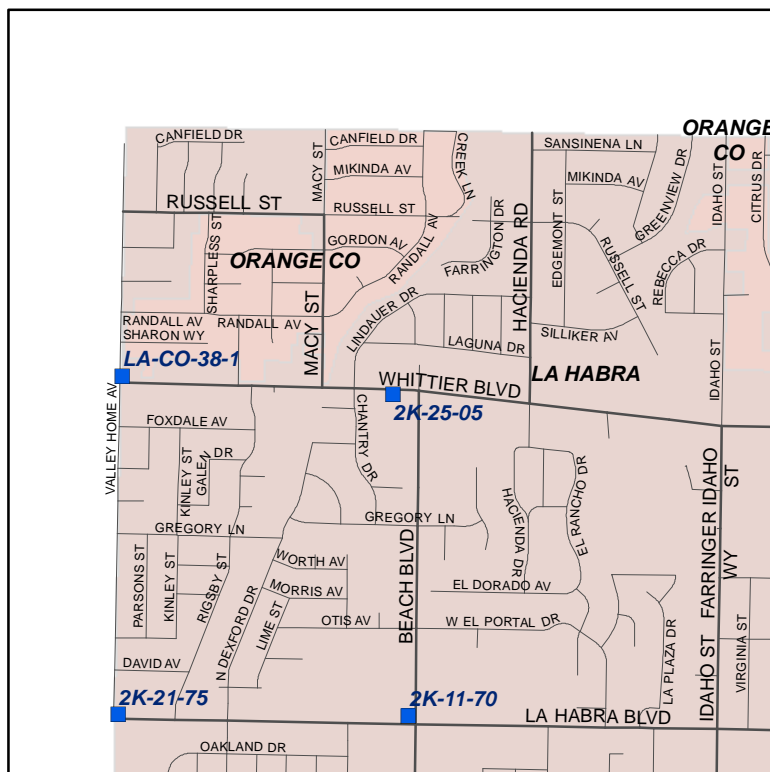 CANFIELD DR
CANFIELD DR
CREEK LN
SANSINENA LN
ORANGE
CO
MACY ST
MIKINDA AV
MIKINDA AV
GREENVIEW DR
IDAHO ST
CITRUS DR
RUSSELL ST
RUSSELL ST
FARRINGTON DR
HACIENDA RD
EDGEMONT ST
SHARPLESS ST
GORDON AV
RANDALL AV
RUSSELL ST
REBECCA DR
ORANGE CO
MACY ST
LINDAUER DR
RANDALL AV
RANDALL AV
SHARON WY
LAGUNA DR
SILLIKER AV
IDAHO ST
LA-CO-38-1
WHITTIER BLVD
LA HABRA
2K-25-05
VALLEY HOME AV
FOXDALE AV
CHANTRY DR
KINLEY ST
GALEN DR
HACIENDA DR
EL RANCHO DR
FARRINGER IDAHO
ST
WY
GREGORY LN
GREGORY LN
BEACH BLVD
PARSONS ST
KINLEY ST
RIGSBY ST
WORTH AV
MORRIS AV
EL DORADO AV
N DEXFORD DR
LIME ST
OTIS AV
W EL PORTAL DR
LA PLAZA DR
IDAHO ST
VIRGINIA ST
DAVID AV
2K-21-75
2K-11-70
LA HABRA BLVD
OAKLAND DR